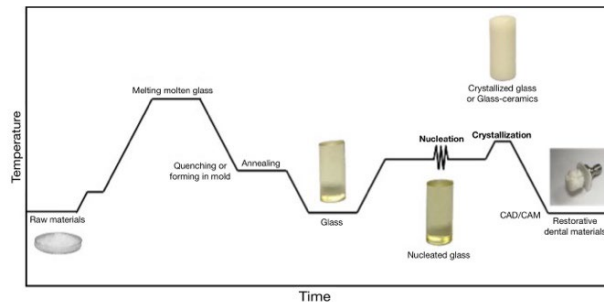 Temperature
Melting molten glass
Crystallized glass
or Glass-ceramics
Quenching or
forming in mold
Annealing
Nucleation
Crystallization
Raw materials
Glass
Nucleated glass
CAD/CAM
Restorative
dental materials
Time